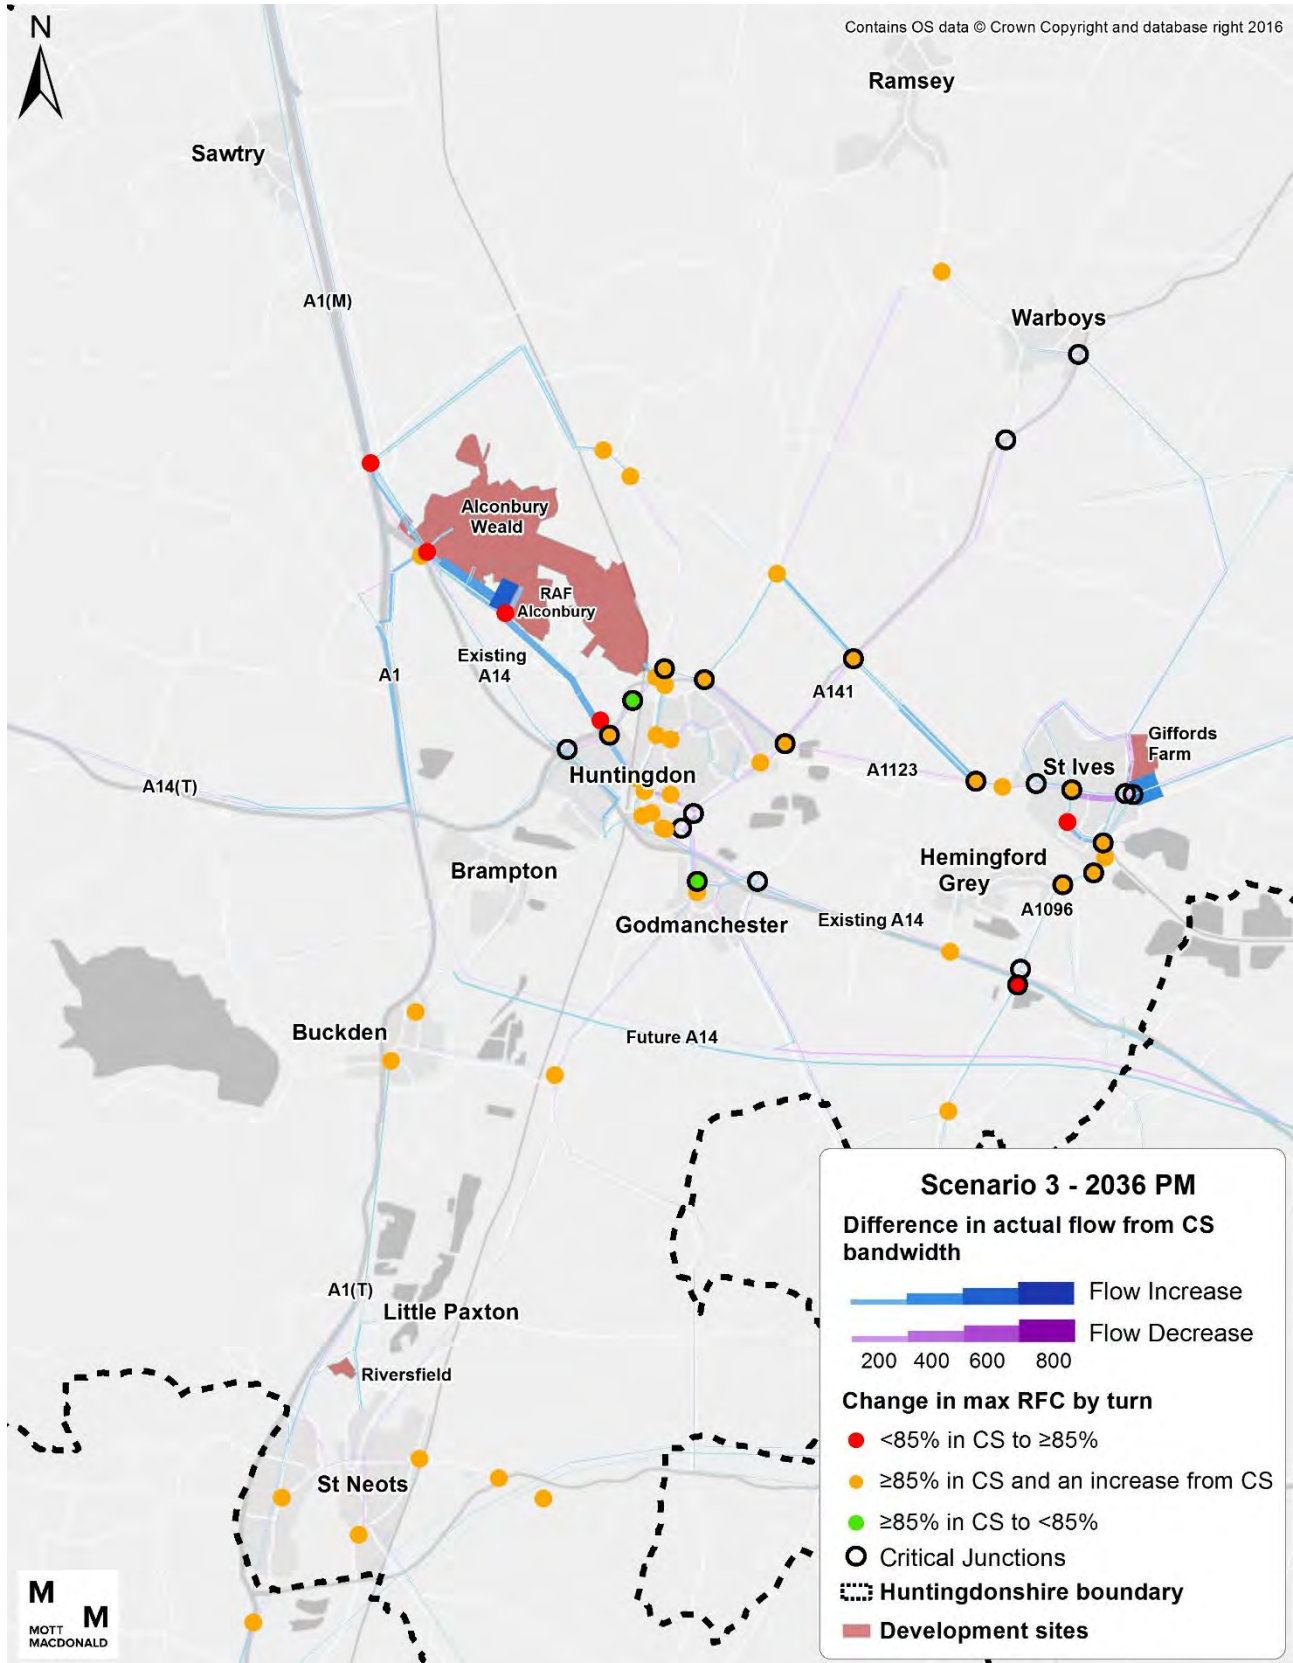 N
Contains OS data © Crown Copyright and database right 2016
Ramsey
Sawtry
A1(M)
Warboys
Alconbury
Weald
RAF
Alconbury
Existing
A14
A1
A141
Giffords
Farm
St Ives
A1123
Huntingdon
A14(T)
Hemingford
Grey
Brampton
A1096
Existing A14
Godmanchester
Buckden
Future A14
A1(T)
Little Paxton
Riversfield
St Neots
Scenario 3 - 2036 PM
Difference in actual flow from CS
bandwidth
Flow Increase
Flow Decrease
200 400 600 800
Change in max RFC by turn
<85% in CS to ≥85%
≥85% in CS and an increase from CS
≥85% in CS to <85%
Critical Junctions
Huntingdonshire boundary
Development sites
M
M
MOTT
MACDONALD